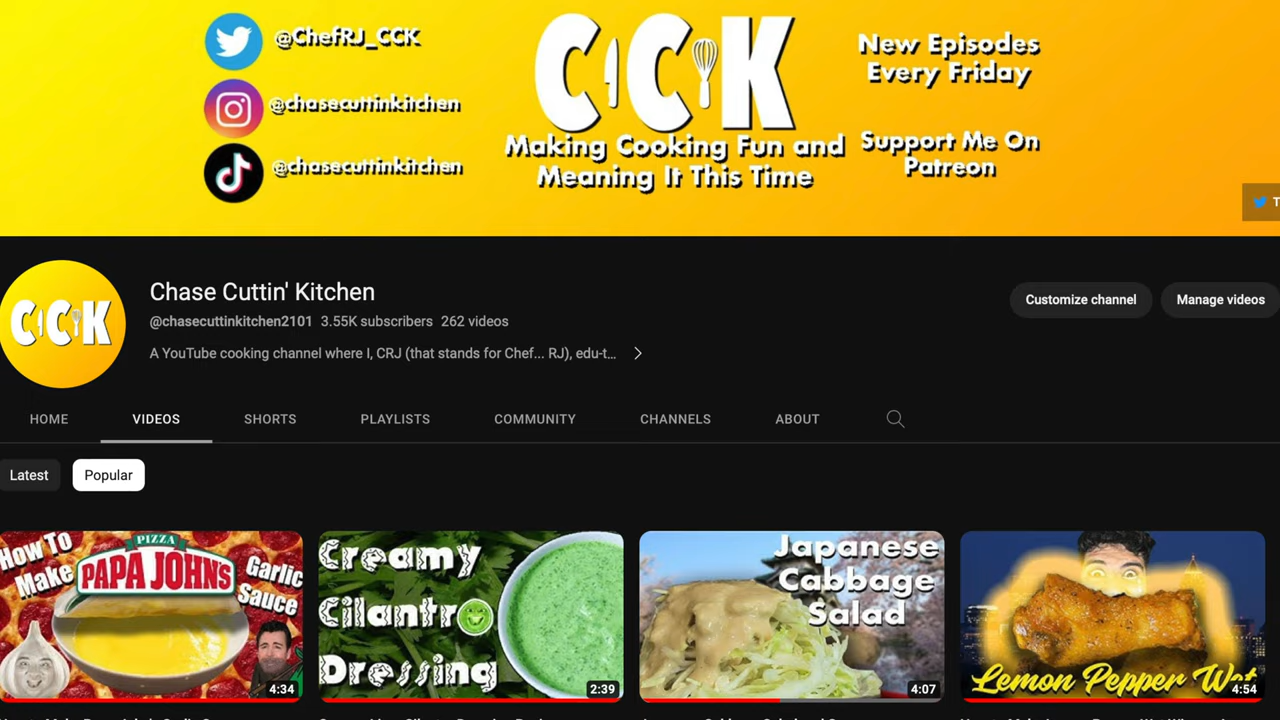 @ChefRJ_CCK
@chasecuttinkitchen
@chasecuttinkitchen
CCK
Making Cooking Fun and
Meaning It This Time
New Episodes
Every Friday
Support Me On
Patreon
T
Chase Cuttin' Kitchen
@chasecuttinkitchen2101 3.55K subscribers 262 videos
A YouTube cooking channel where I, CRJ (that stands for Chef... RJ), edu-t...
Customize channel
Manage videos
CCK
HOME VIDEOS SHORTS PLAYLISTS COMMUNITY CHANNELS ABOUT
Latest Popular
How To
Make
PIZZA
PAPA JOHN'S
Garlic
Sauce
4:34
Creamy
Cilantro
Dressing
2:39
Japanese
Cabbage
Salad
4:07
Lemon Pepper Wet
4:54